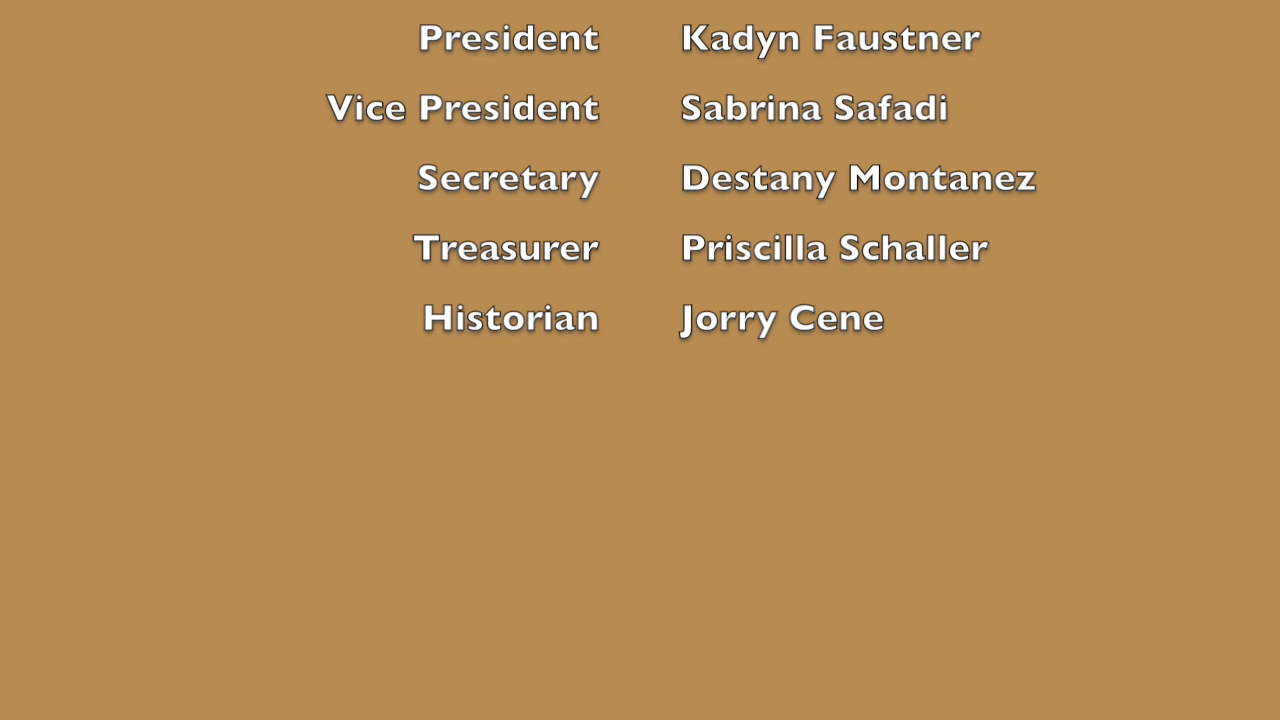 President Kadyn Faustner
Vice President Sabrina Safadi
Secretary Destany Montanez
Treasurer Priscilla Schaller
Historian Jorry Cene